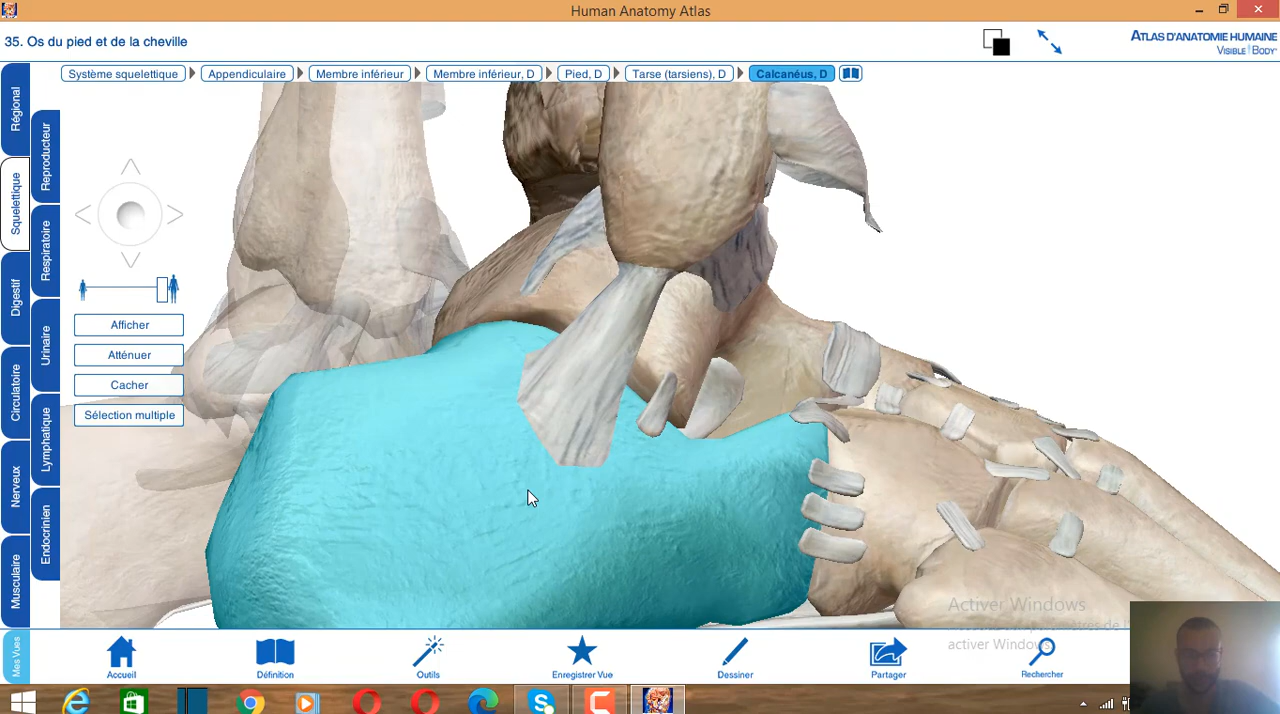 Human Anatomy Atlas
35. Os du pied et de la cheville
ATLAS D'ANATOMIE HUMAINE
VISIBLE BODY
Système squelettique
Appendiculaire
Membre inférieur
Membre inférieur, D
Pied, D
Tarse (tarsiens), D
Calcanéus, D
Régional
Squelettique
Digestif
Circulatoire
Nerveux
Musculaire
Mes Vues
Reproducteur
Respiratoire
Urinaire
Lymphatique
Endocrinien
Afficher
Atténuer
Cacher
Sélection multiple
Activer Windows
activer Windows
Accueil
Définition
Outils
Enregistrer Vue
Dessiner
Partager
Rechercher